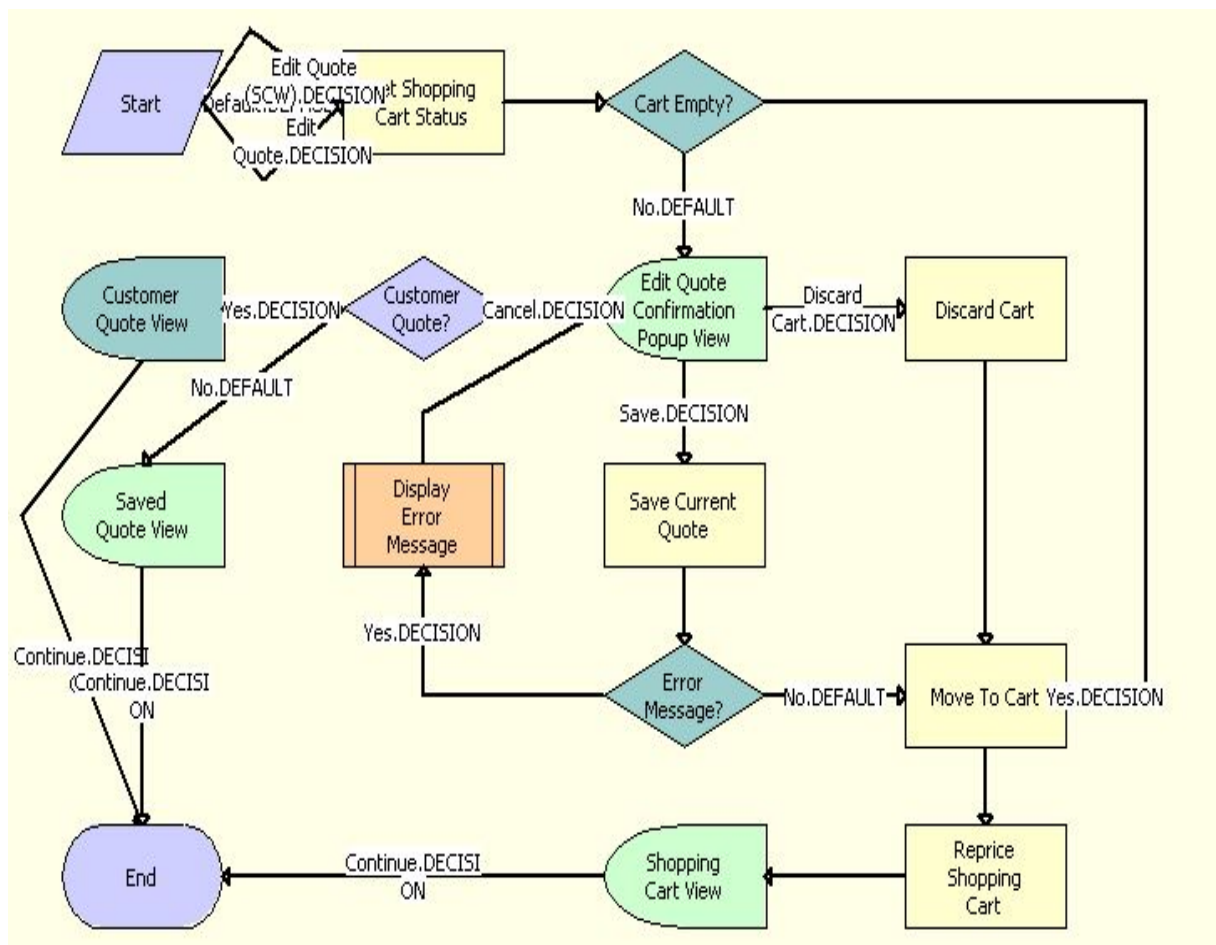 Start
Edit Quote
(SCW).DECISION
Edit
Quote.DECISION
Shopping
Cart Status
Cart Empty?
No.DEFAULT
Customer
Quote View
Yes.DECISION
Customer
Quote?
Cancel.DECISION
Edit Quote
Confirmation
Popup View
Discard
Cart.DECISION
Discard Cart
No.DEFAULT
Save.DECISION
Saved
Quote View
Display
Error
Message
Save Current
Quote
Yes.DECISION
Continue.DECISI
(Continue.DECISI
ON
Error
Message?
No.DEFAULT
Move To Cart
Yes.DECISION
End
Continue.DECISI
ON
Shopping
Cart View
Reprice
Shopping
Cart